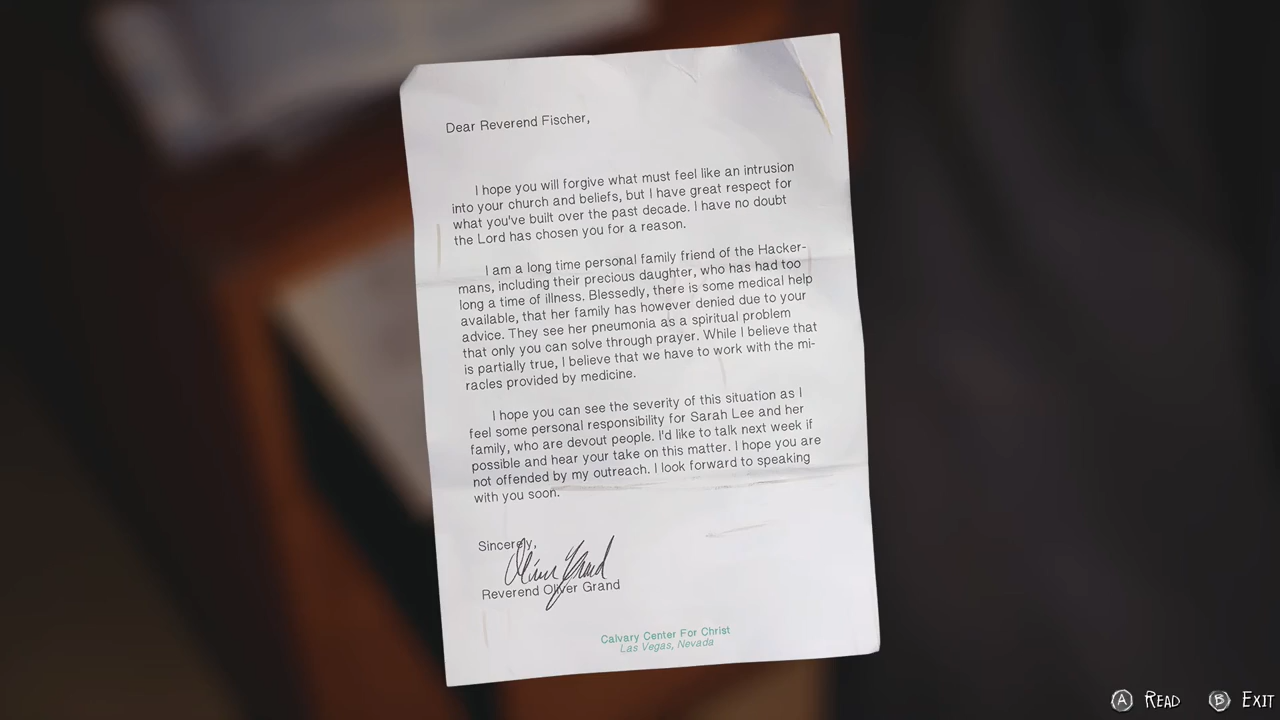 Dear Reverend Fischer,
I hope you will forgive what must feel like an intrusion
into your church and beliefs, but I have great respect for
what you've built over the past decade. I have no doubt
the Lord has chosen you for a reason.
I am a long time personal family friend of the Hacker-
mans, including their precious daughter, who has had too
long a time of illness. Blessedly, there is some medical help
available, that her family has however denied due to your
advice. They see her pneumonia as a spiritual problem
that only you can solve through prayer. While I believe that
is partially true, I believe that we have to work with the mi-
racles provided by medicine.
I hope you can see the severity of this situation as I
feel some personal responsibility for Sarah Lee and her
family, who are devout people. I'd like to talk next week if
possible and hear your take on this matter. I hope you are
not offended by my outreach. I look forward to speaking
with you soon.
Sincerely,
Oliver Grand
Reverend Oliver Grand
Calvary Center For Christ
Las Vegas, Nevada
A READ B EXIT